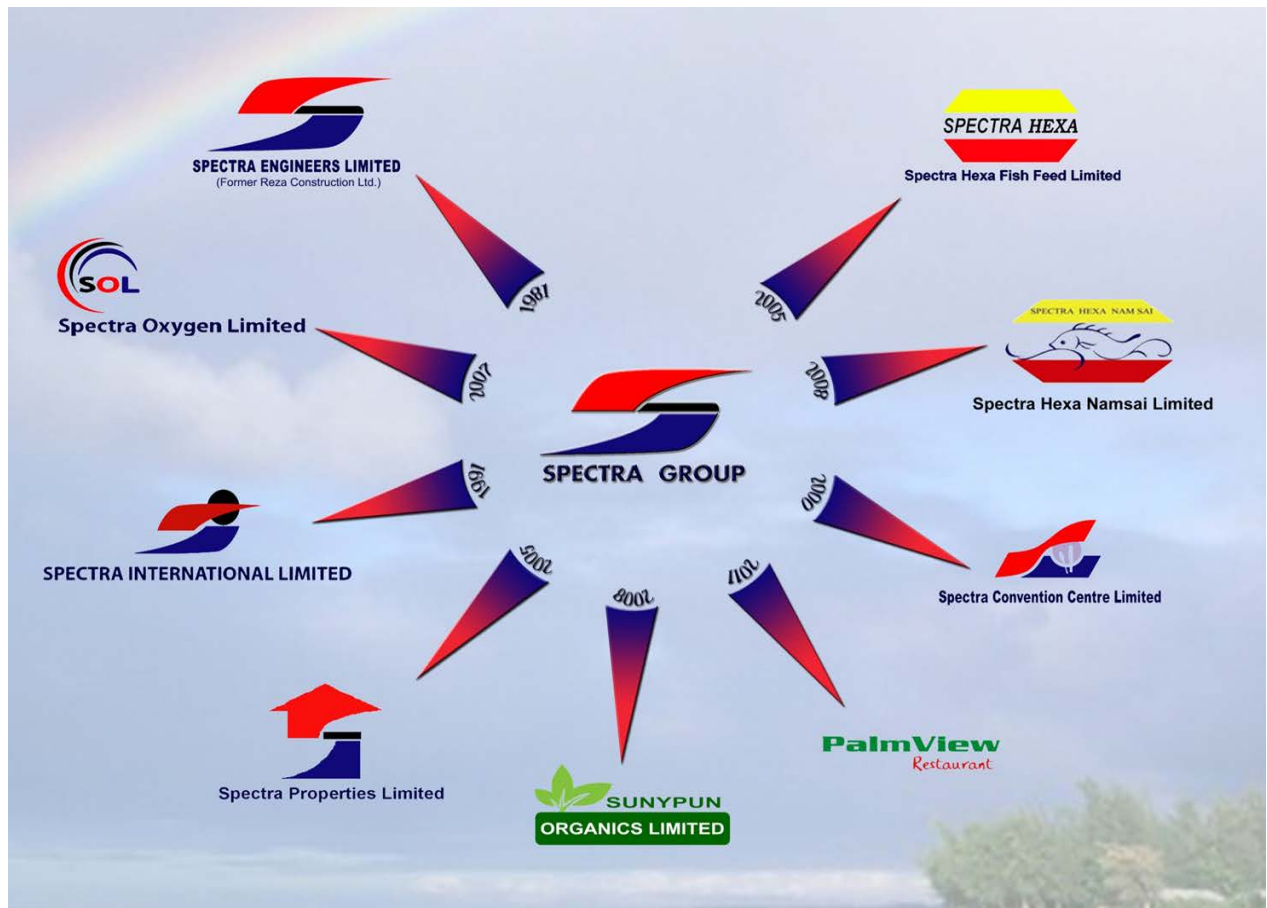 SPECTRA ENGINEERS LIMITED
(Former Reza Construction Ltd.)
SPECTRA HEXA
Spectra Hexa Fish Feed Limited
1981
2005
SOL
Spectra Oxygen Limited
2007
SPECTRA HEXA NAM SAI
Spectra Hexa Namsai Limited
2008
SPECTRA GROUP
1991
SPECTRA INTERNATIONAL LIMITED
2000
Spectra Convention Centre Limited
2005
Spectra Properties Limited
2008
SUNYPUN
ORGANICS LIMITED
2011
PalmView
Restaurant